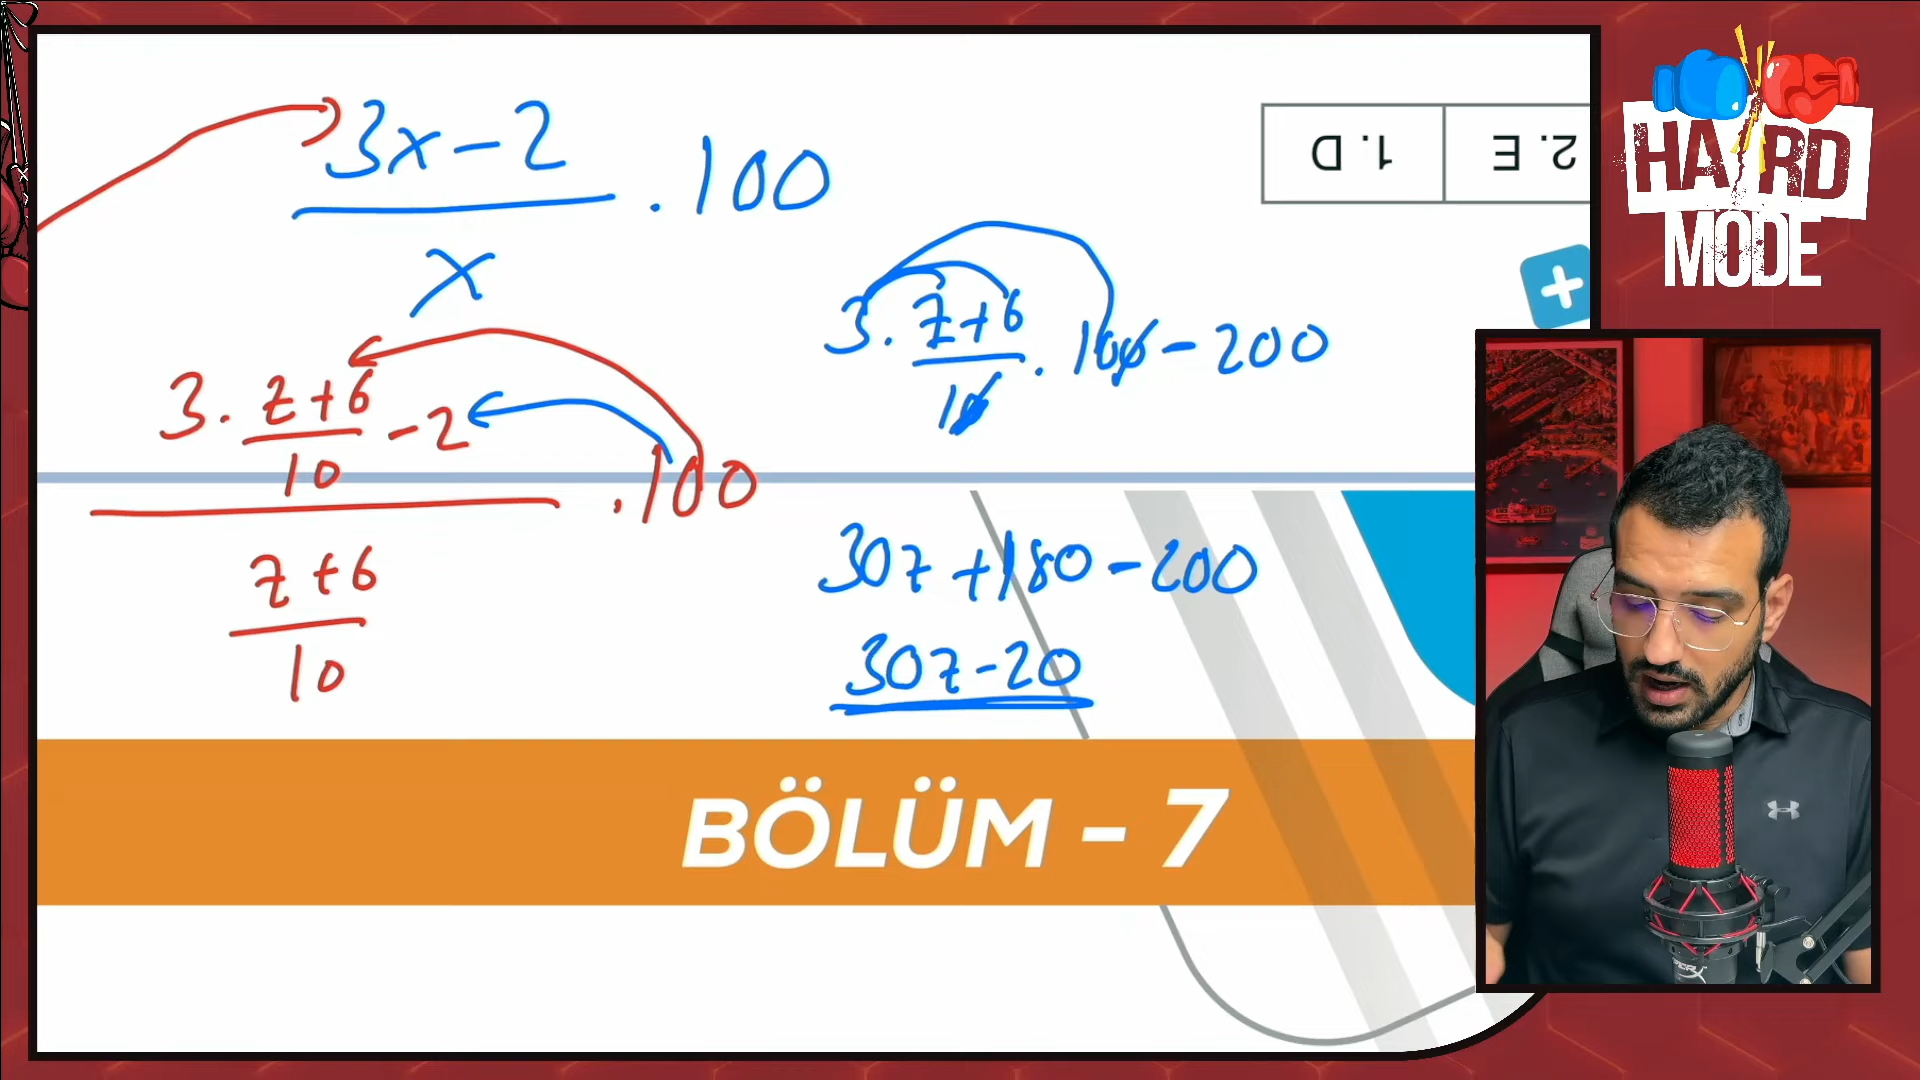 3x-2
. 100
x
3. z+6 / 10 - 2
. 100
z+6
10
3. z+6 / 10 . 100 - 200
30z +180-200
30z-20
1. D
2. E
+
HARD
MODE
BÖLÜM - 7